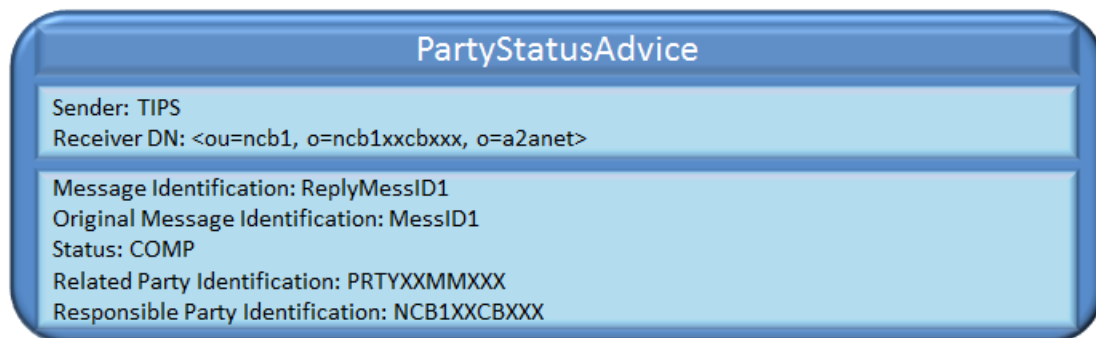 PartyStatusAdvice
Sender: TIPS
Receiver DN: <ou=ncb1, o=ncb1xxcbxxx, o=a2anet>
Message Identification: ReplyMessID1
Original Message Identification: MessID1
Status: COMP
Related Party Identification: PRTYXXMMXXX
Responsible Party Identification: NCB1XXCBXXX